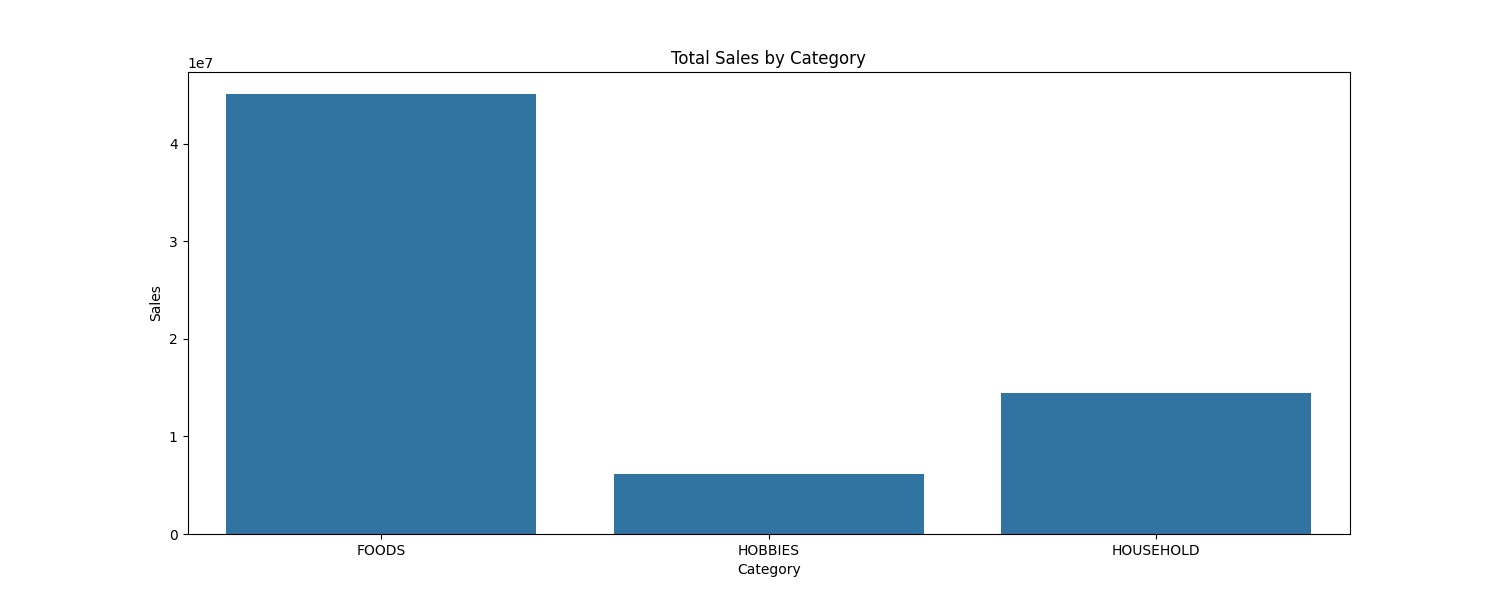 Total Sales by Category
1e7
4
3
2
1
0
Sales
FOODS
HOBBIES
HOUSEHOLD
Category